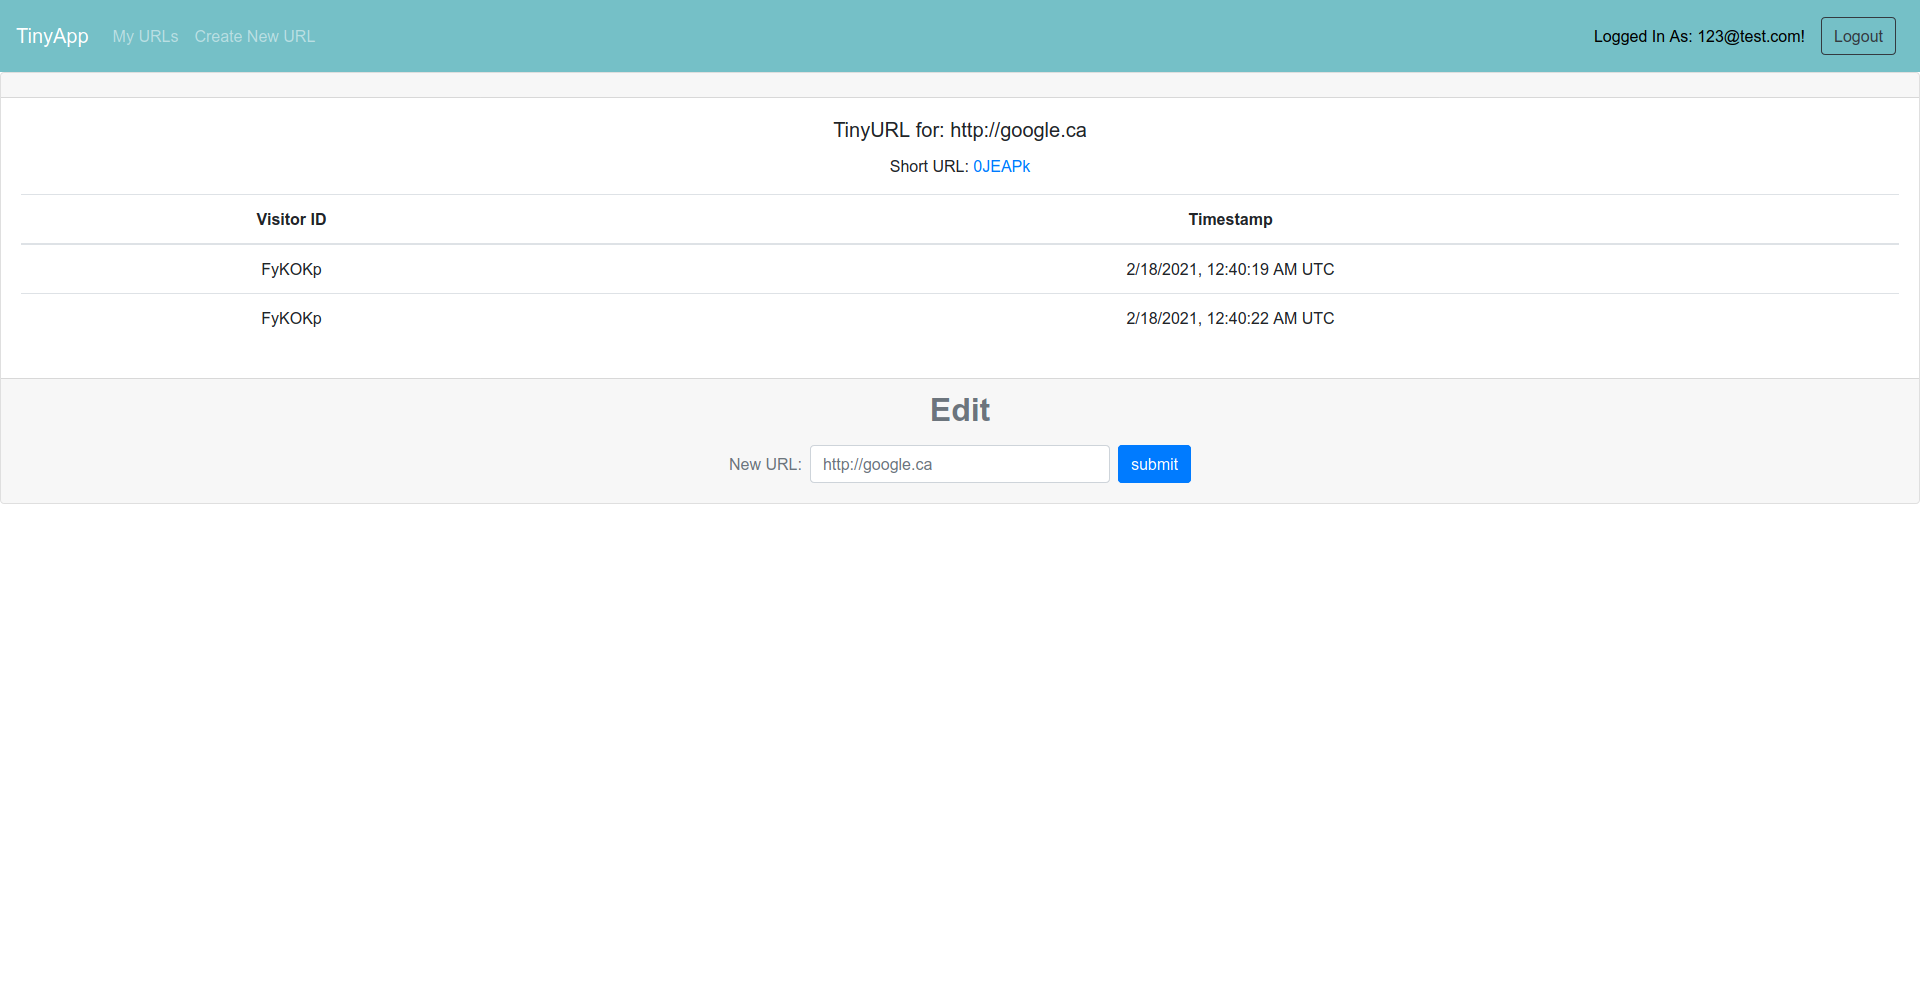 TinyApp My URLs Create New URL Logged In As: 123@test.com! Logout
TinyURL for: http://google.ca
Short URL: 0JEAPk
Visitor ID Timestamp
FyKOKp 2/18/2021, 12:40:19 AM UTC
FyKOKp 2/18/2021, 12:40:22 AM UTC
Edit
New URL: http://google.ca submit